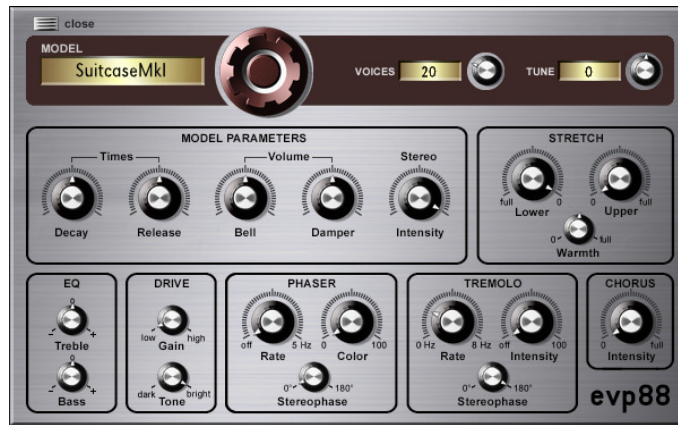 close
MODEL
SuitcaseMkI
VOICES 20
TUNE 0
MODEL PARAMETERS
Times
Volume
Stereo
Decay
Release
Bell
Damper
Intensity
STRETCH
full 0
Lower
0 full
Upper
0 full
Warmth
EQ
0
- +
Treble
0
- +
Bass
DRIVE
low high
Gain
dark bright
Tone
PHASER
off 5 Hz
Rate
0 100
Color
0° 180°
Stereophase
TREMOLO
0 Hz 8 Hz
Rate
off 100
Intensity
0° 180°
Stereophase
CHORUS
0 full
Intensity
evp88